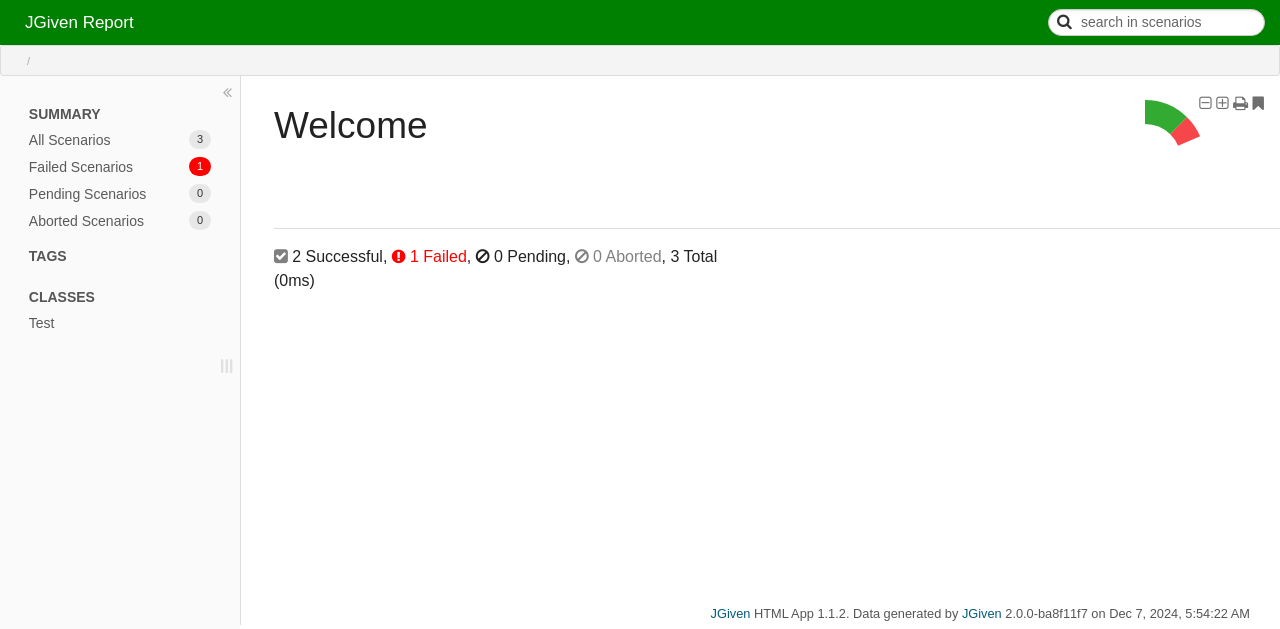 JGiven Report
search in scenarios
/
SUMMARY
All Scenarios 3
Failed Scenarios 1
Pending Scenarios 0
Aborted Scenarios 0
TAGS
CLASSES
Test
Welcome
2 Successful, 1 Failed, 0 Pending, 0 Aborted, 3 Total
(0ms)
JGiven HTML App 1.1.2. Data generated by JGiven 2.0.0-ba8f11f7 on Dec 7, 2024, 5:54:22 AM